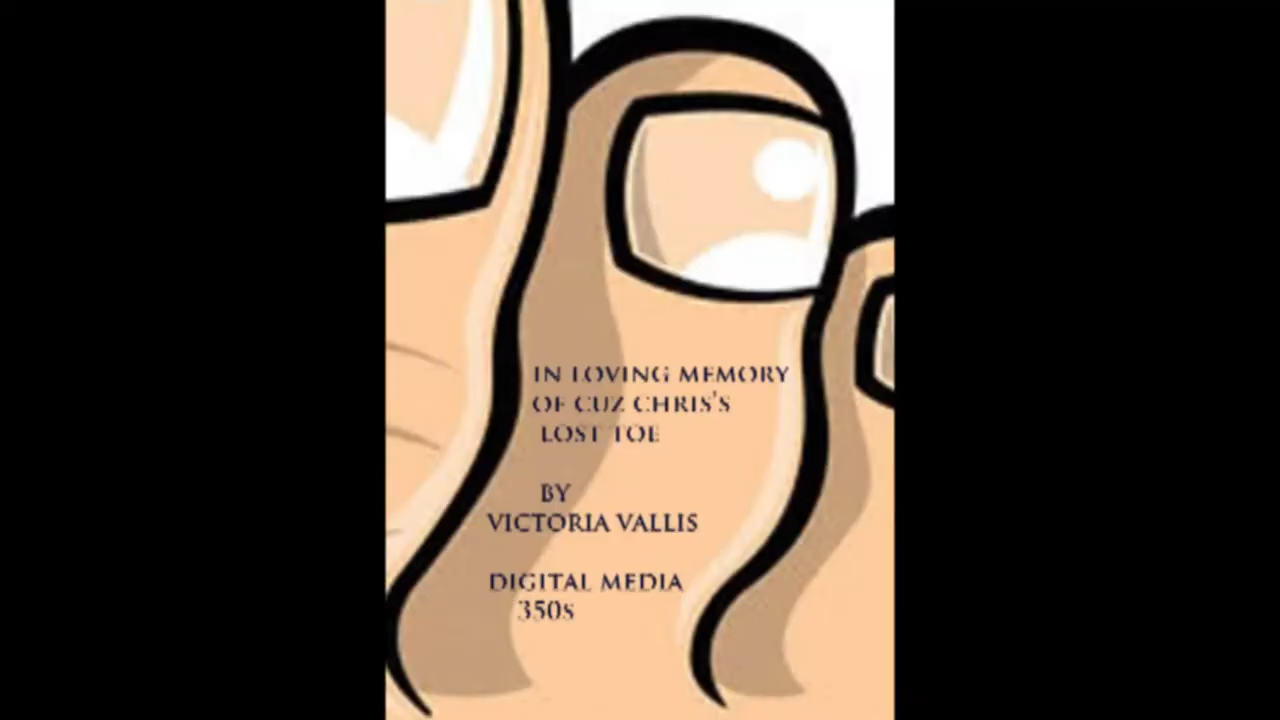 IN LOVING MEMORY
OF CUZ CHRIS'S
LOST TOE
BY
VICTORIA VALLIS
DIGITAL MEDIA
350S